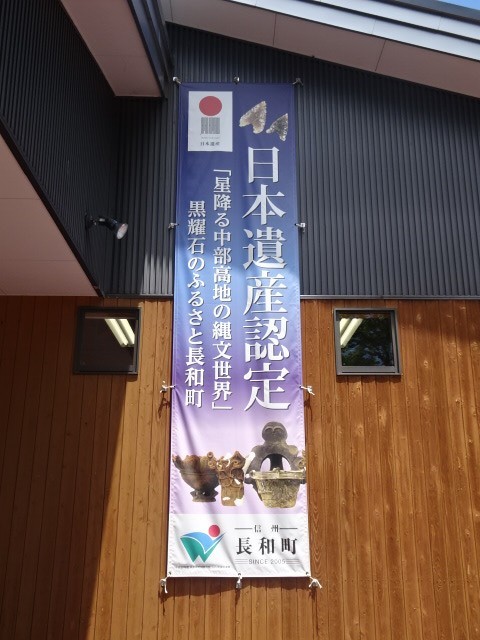 日本遺産
日本遺産認定
「星降る中部高地の縄文世界」
黒耀石のふるさと長和町
信州
長和町
SINCE 2005